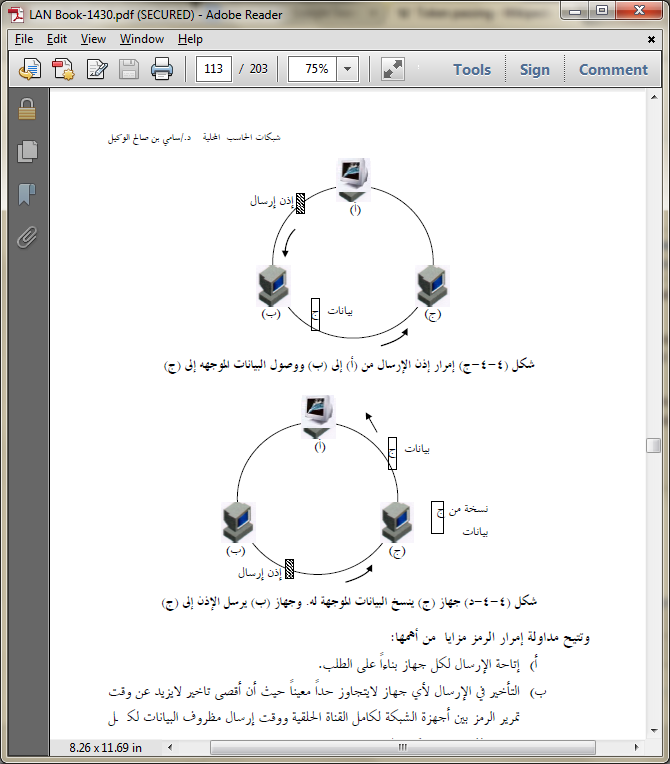 LAN Book-1430.pdf (SECURED) - Adobe Reader
File Edit View Window Help
113 / 203 75% Tools Sign Comment
شبكات الحاسب المحلية د./سامي بن صالح الوكيل
(أ)
إذن إرسال
(ب)
(ج)
بيانات
ج
شكل (٤-٤-ج) إمرار إذن الإرسال من (أ) إلى (ب) ووصول البيانات الموجهه إلى (ج)
(أ)
بيانات
ج
نسخة من
ج
بيانات
(ب)
(ج)
إذن إرسال
شكل (٤-٤-د) جهاز (ج) ينسخ البيانات الموجهة له. وجهاز (ب) يرسل الإذن إلى (ج)
وتتيح مداولة إمرار الرمز مزايا من أهمها:
أ) إتاحة الإرسال لكل جهاز بناءاً على الطلب.
ب) التأخير في الإرسال لأي جهاز لايتجاوز حداً معيناً حيث أن أقصى تاخير لايزيد عن وقت
تمرير الرمز بين أجهزة الشبكة لكامل القناة الحلقية ووقت إرسال مظروف البيانات لكل
8.26 x 11.69 in